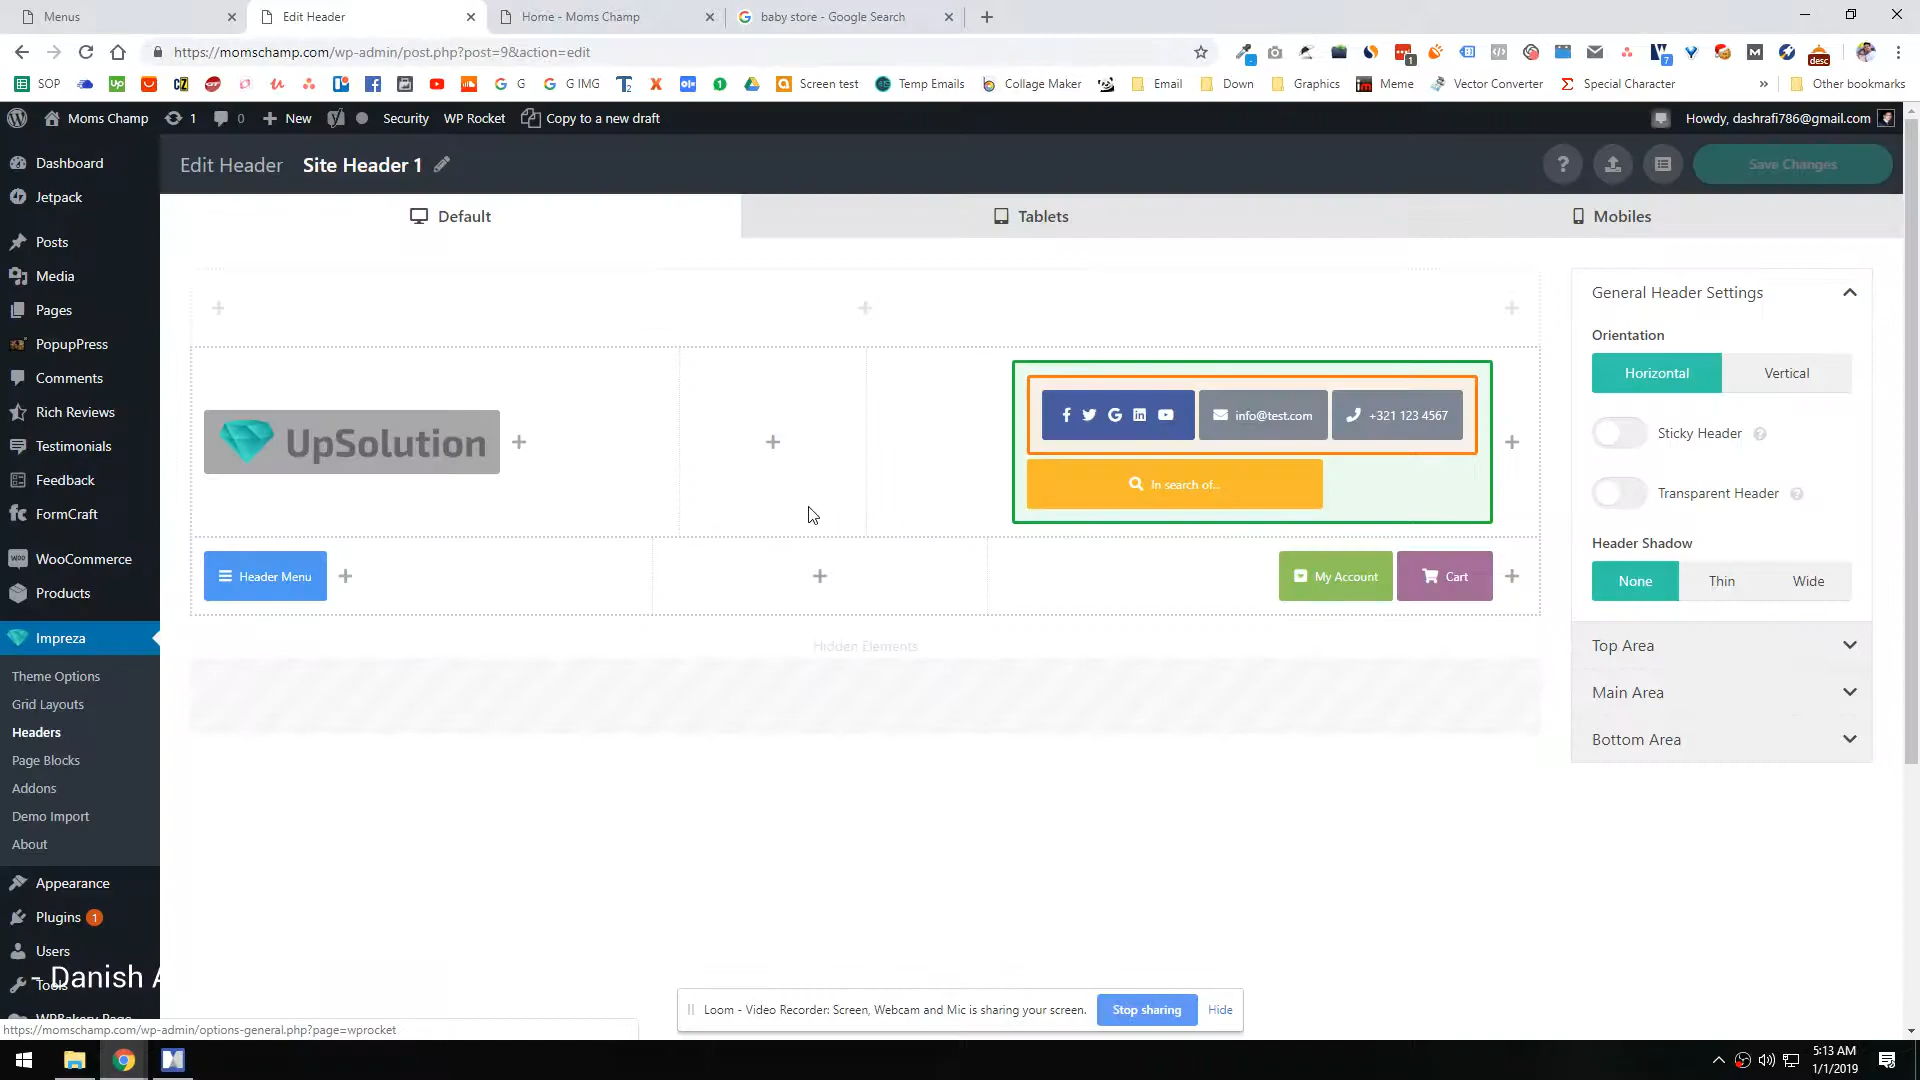 Menus
Edit Header
Home - Moms Champ
baby store - Google Search
https://momschamp.com/wp-admin/post.php?post=9&action=edit
7
1
desc
SOP
Up
CZ
G
G IMG
Screen test
Temp Emails
Collage Maker
Email
Down
Graphics
Meme
Vector Converter
Special Character
»
Other bookmarks
Moms Champ
1
0
New
Security
WP Rocket
Copy to a new draft
Howdy, dashrafi786@gmail.com
Edit Header
Site Header 1
Save Changes
Dashboard
Jetpack
Posts
Media
Pages
PopupPress
Comments
Rich Reviews
Testimonials
Feedback
FormCraft
WooCommerce
Products
Impreza
Theme Options
Grid Layouts
Headers
Page Blocks
Addons
Demo Import
About
Appearance
Plugins 1
Users
Tools
- Danish A
Default
Tablets
Mobiles
UpSolution
info@test.com
+321 123 4567
In search of...
Header Menu
My Account
Cart
Hidden Elements
General Header Settings
Orientation
Horizontal
Vertical
Sticky Header
Transparent Header
Header Shadow
None
Thin
Wide
Top Area
Main Area
Bottom Area
Loom - Video Recorder: Screen, Webcam and Mic is sharing your screen.
Stop sharing
Hide
https://momschamp.com/wp-admin/options-general.php?page=wprocket
5:13 AM
1/1/2019